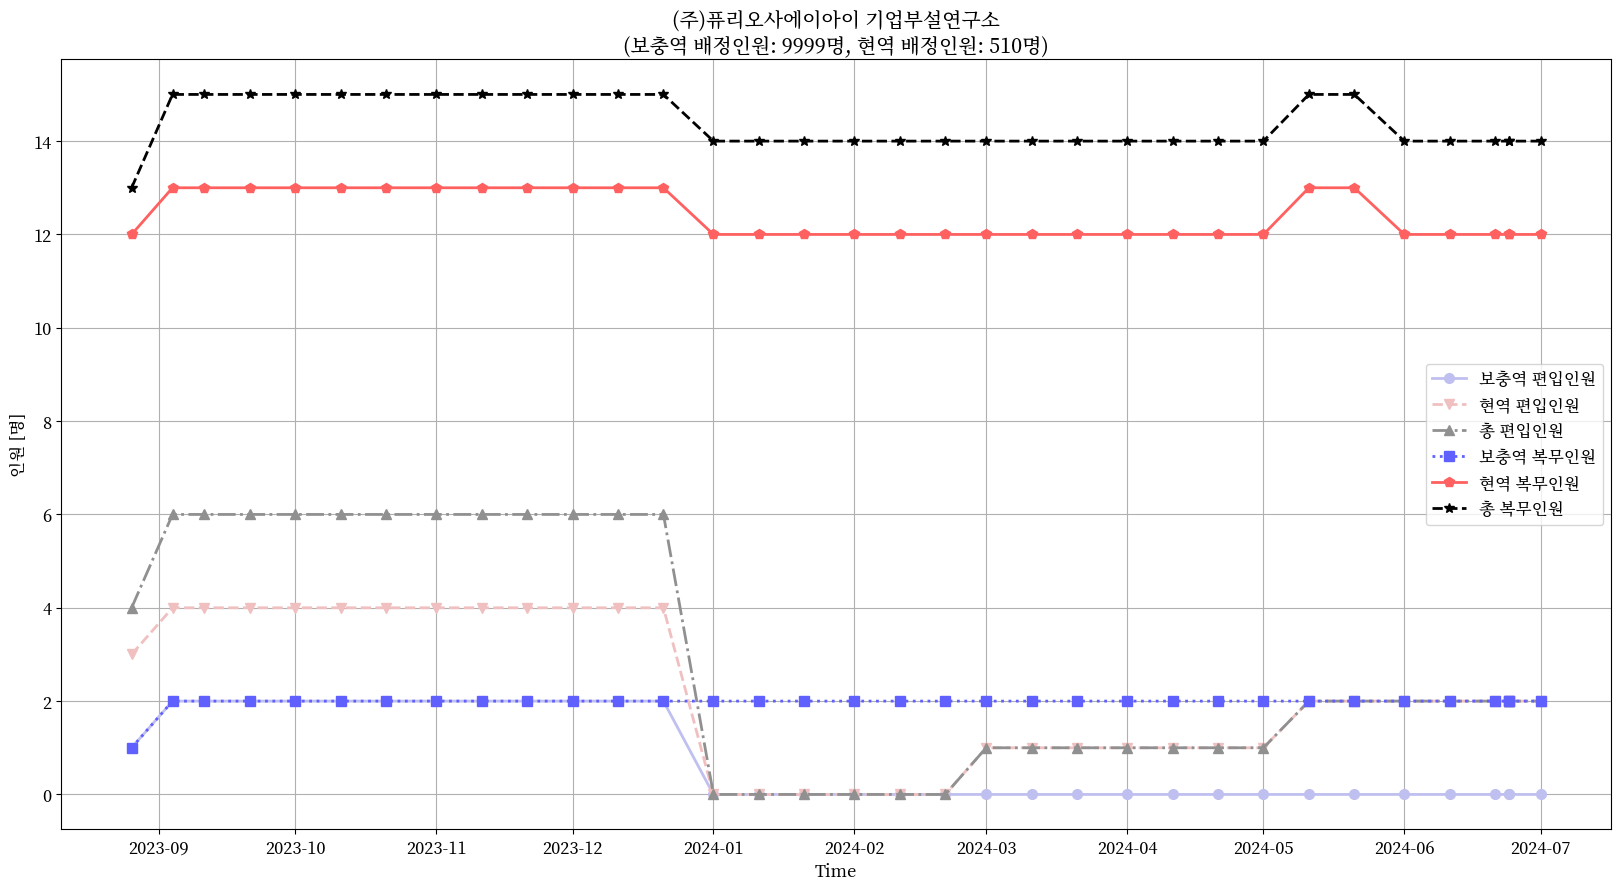 (주)퓨리오사에이아이 기업부설연구소
(보충역 배정인원: 9999명, 현역 배정인원: 510명)
14
12
10
8
6
4
2
0
인원 [명]
보충역 편입인원
현역 편입인원
총 편입인원
보충역 복무인원
현역 복무인원
총 복무인원
2023-09 2023-10 2023-11 2023-12 2024-01 2024-02 2024-03 2024-04 2024-05 2024-06 2024-07
Time